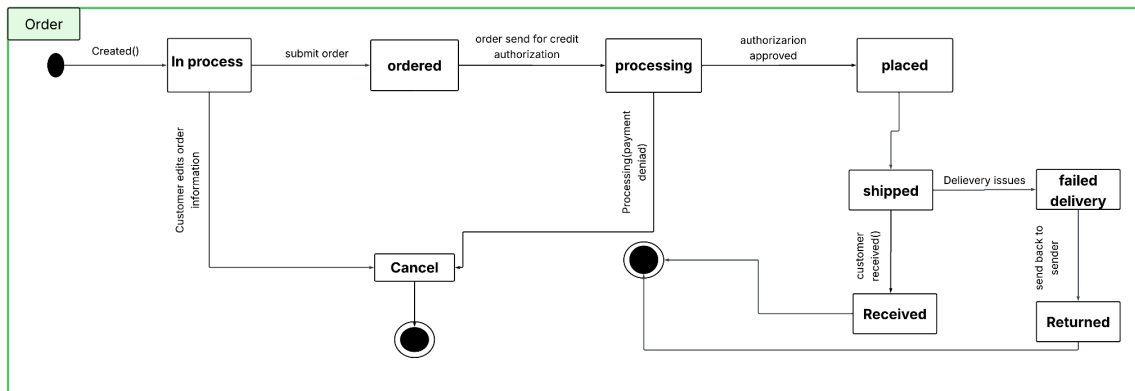 Order
Created()
In process
submit order
ordered
order send for credit
authorization
processing
authorizarion
approved
placed
Customer edits order
information
Processing(payment
deniad)
shipped
Delievery issues
failed
delivery
customer
received()
send back to
sender
Cancel
Received
Returned